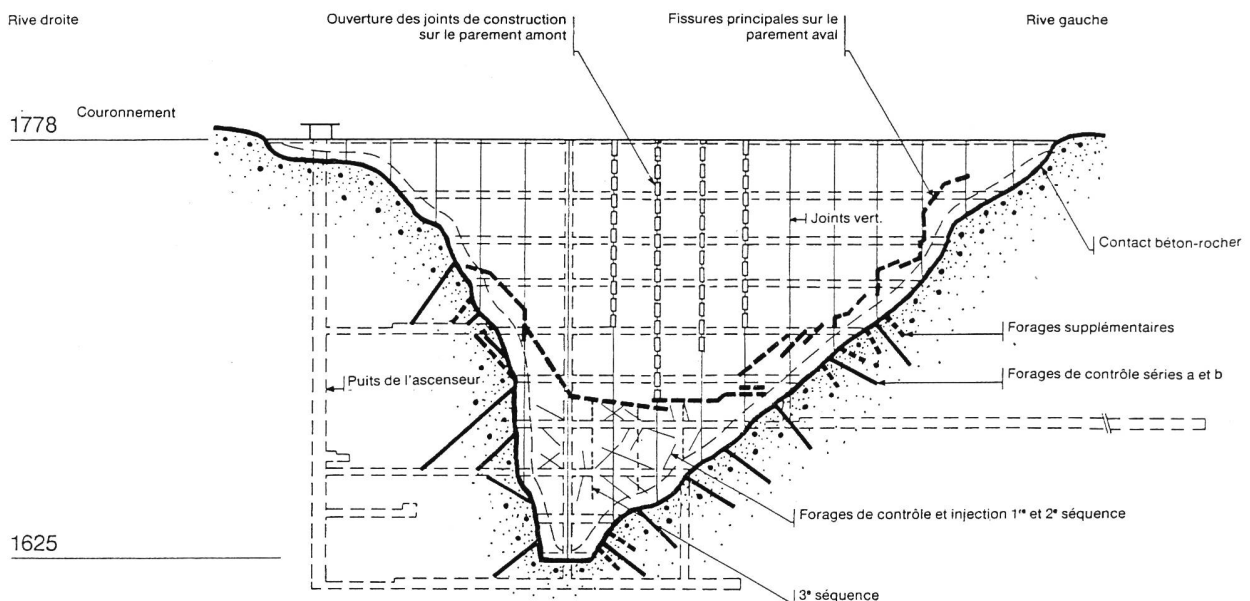 Rive droite
Ouverture des joints de construction
sur le parement amont
Fissures principales sur le
parement aval
Rive gauche
Couronnement
1778
Joints vert.
Contact béton-rocher
Forages supplémentaires
Forages de contrôle séries a et b
Puits de l'ascenseur
Forages de contrôle et injection 1re et 2e séquence
1625
3e séquence